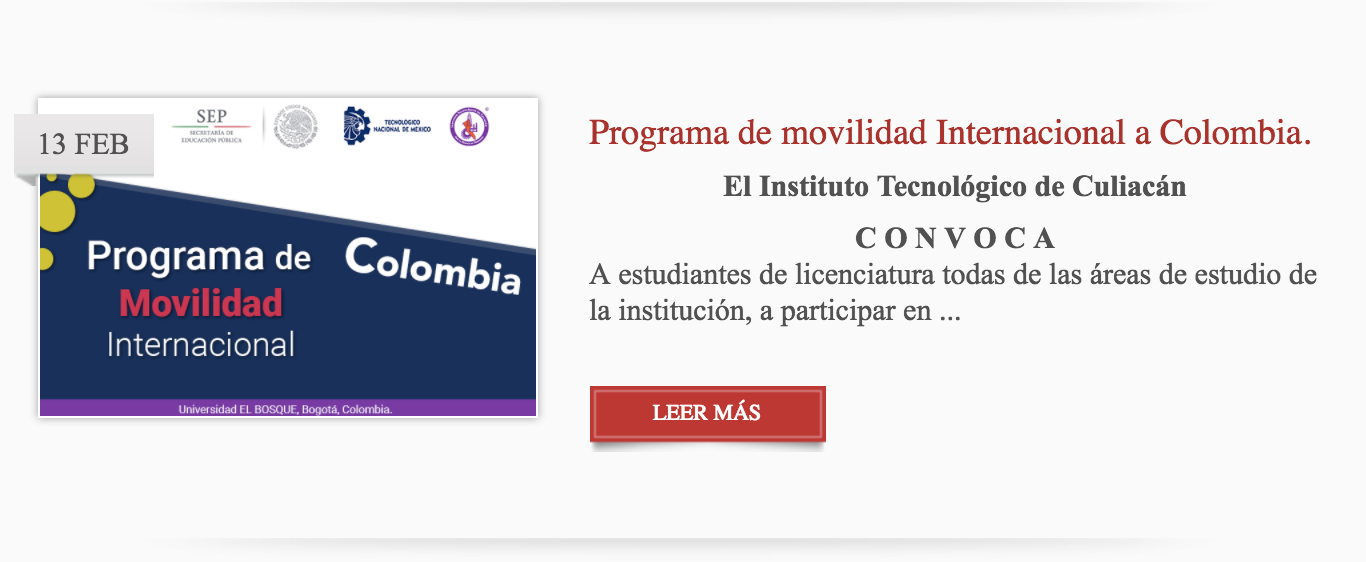 13 FEB
SEP
SECRETARÍA DE
EDUCACIÓN PÚBLICA
TECNOLÓGICO
NACIONAL DE MÉXICO
Programa de
Movilidad
Internacional
Colombia
Universidad EL BOSQUE, Bogotá, Colombia.
Programa de movilidad Internacional a Colombia.
El Instituto Tecnológico de Culiacán
C O N V O C A
A estudiantes de licenciatura todas de las áreas de estudio de
la institución, a participar en ...
LEER MÁS